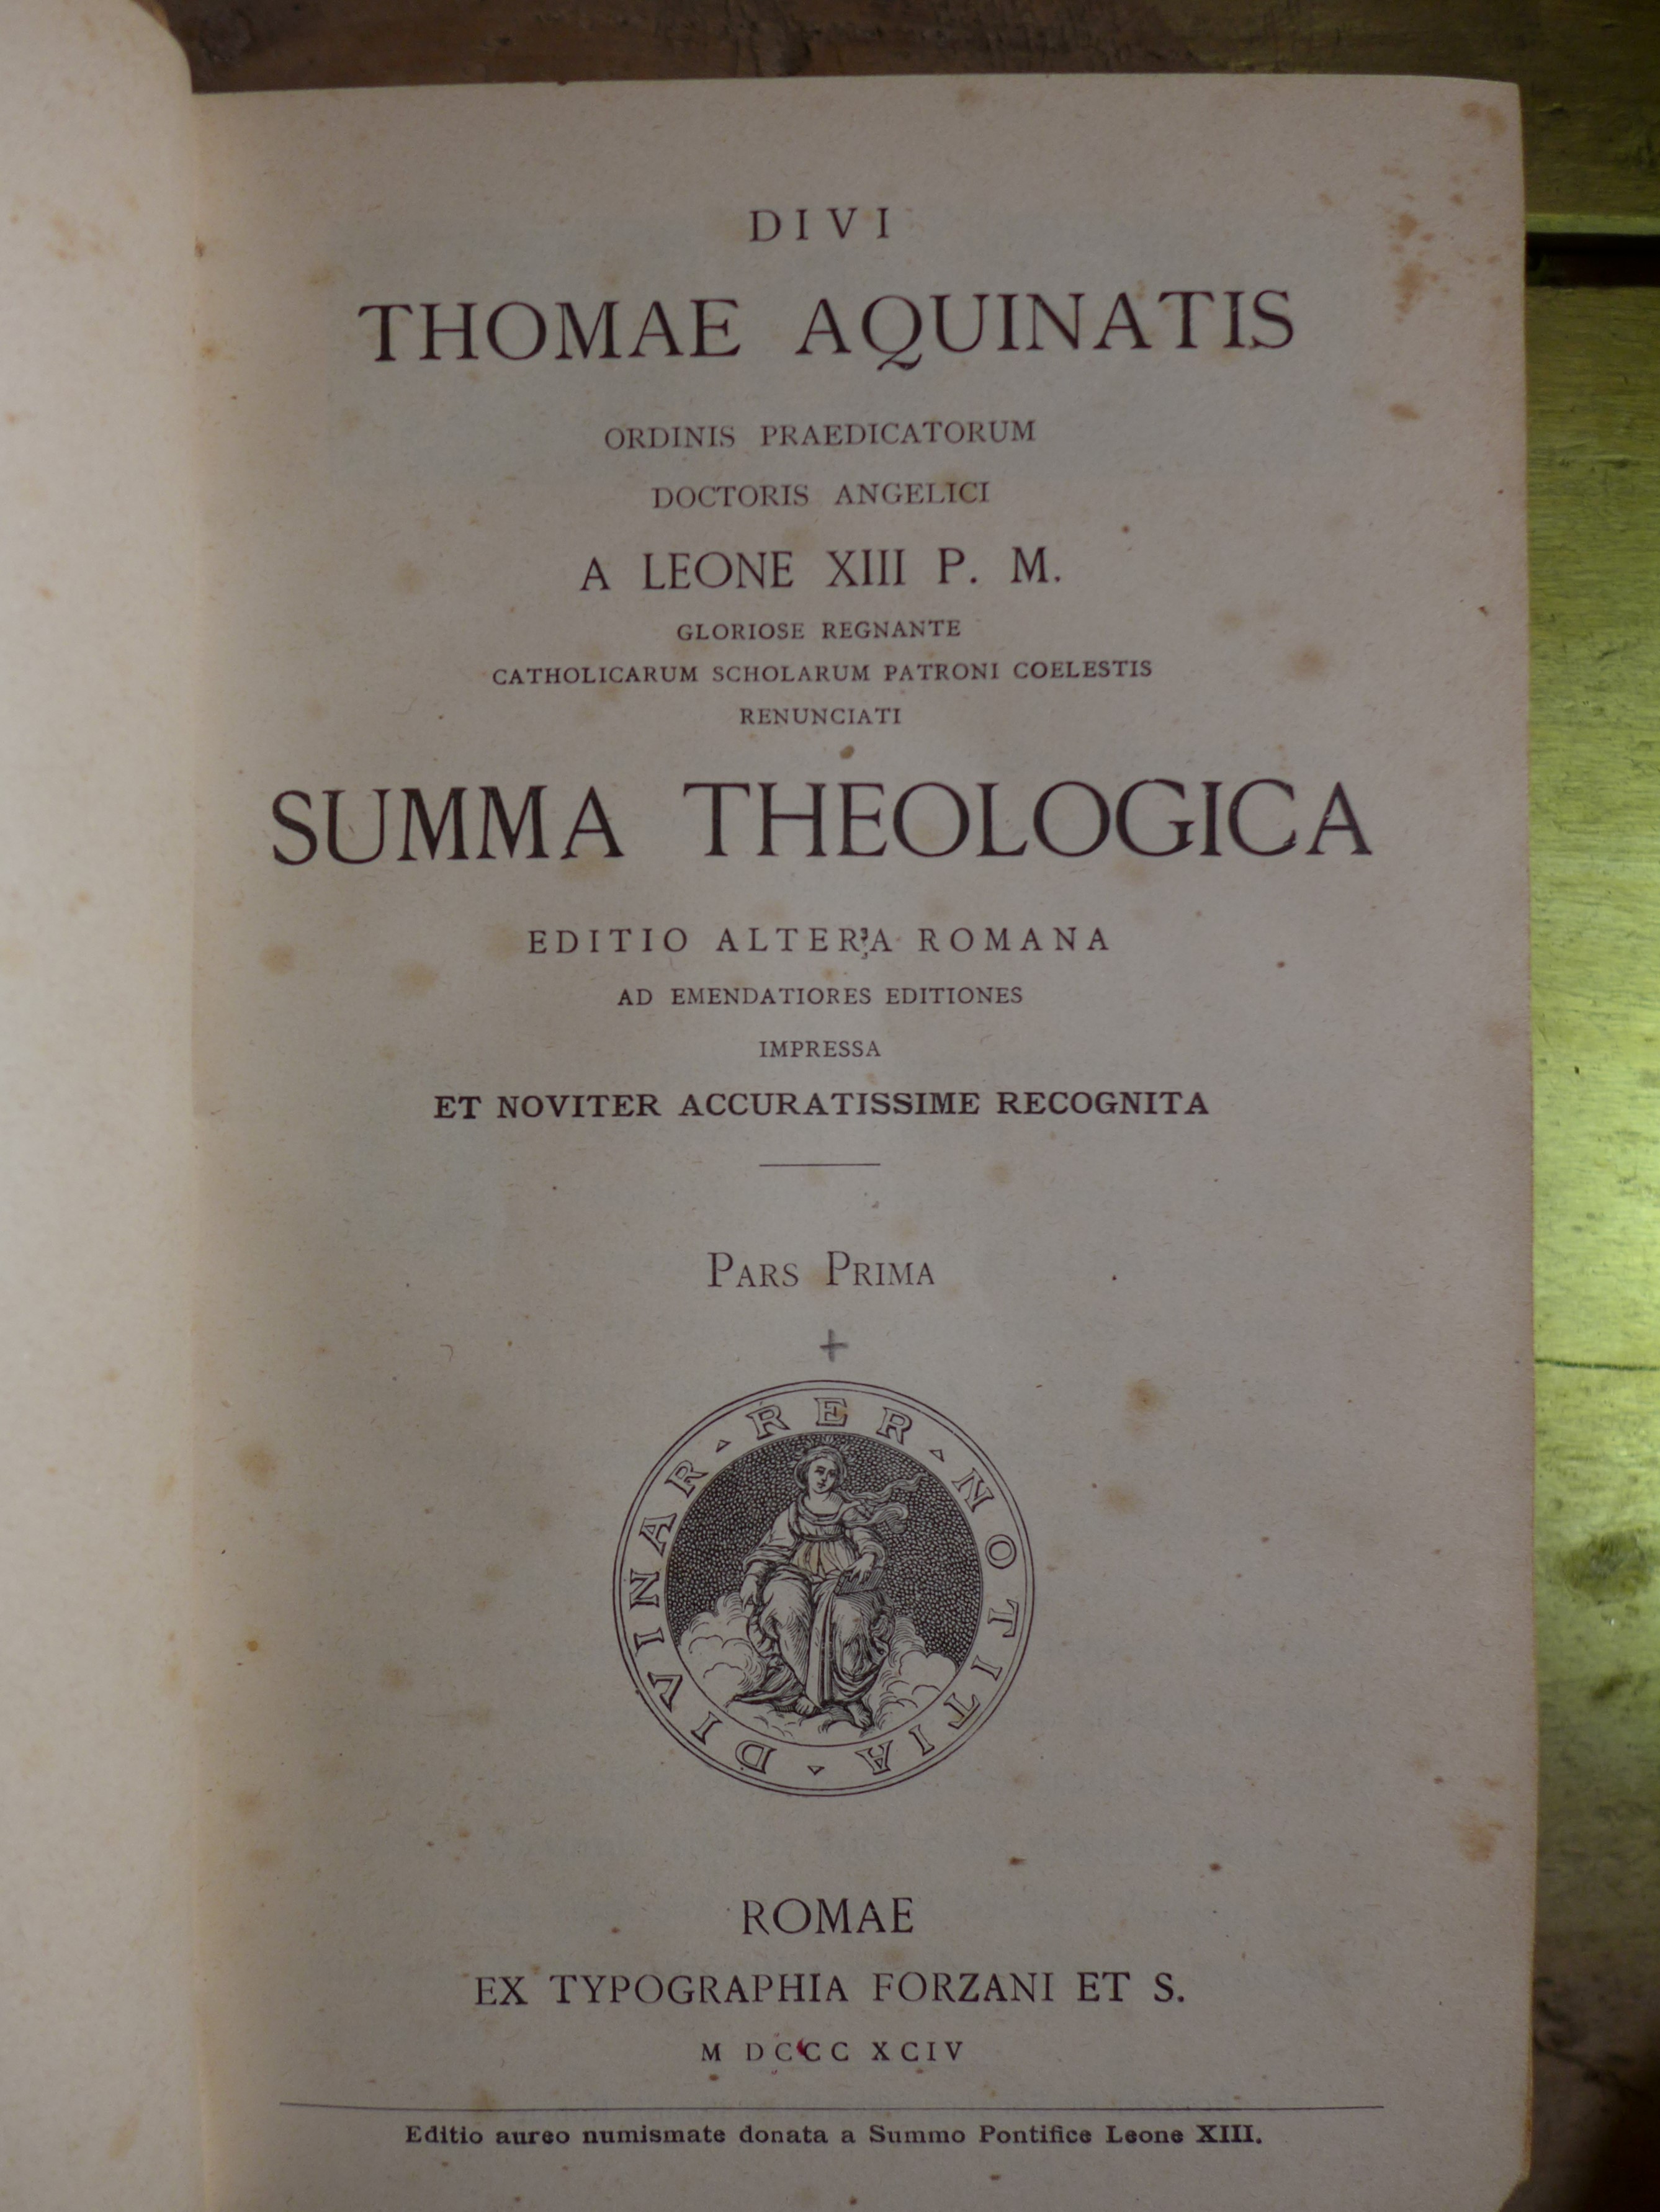 DIVI
THOMAE AQUINATIS
ORDINIS PRAEDICATORUM
DOCTORIS ANGELICI
A LEONE XIII P. M.
GLORIOSE REGNANTE
CATHOLICARUM SCHOLARUM PATRONI COELESTIS
RENUNCIATI
SUMMA THEOLOGICA
EDITIO ALTERA ROMANA
AD EMENDATIORES EDITIONES
IMPRESSA
ET NOVITER ACCURATISSIME RECOGNITA
PARS PRIMA
DIVINAR · RER · NOTITIA ·
ROMAE
EX TYPOGRAPHIA FORZANI ET S.
M DCCCC XCIV
Editio aureo numismate donata a Summo Pontifice Leone XIII.